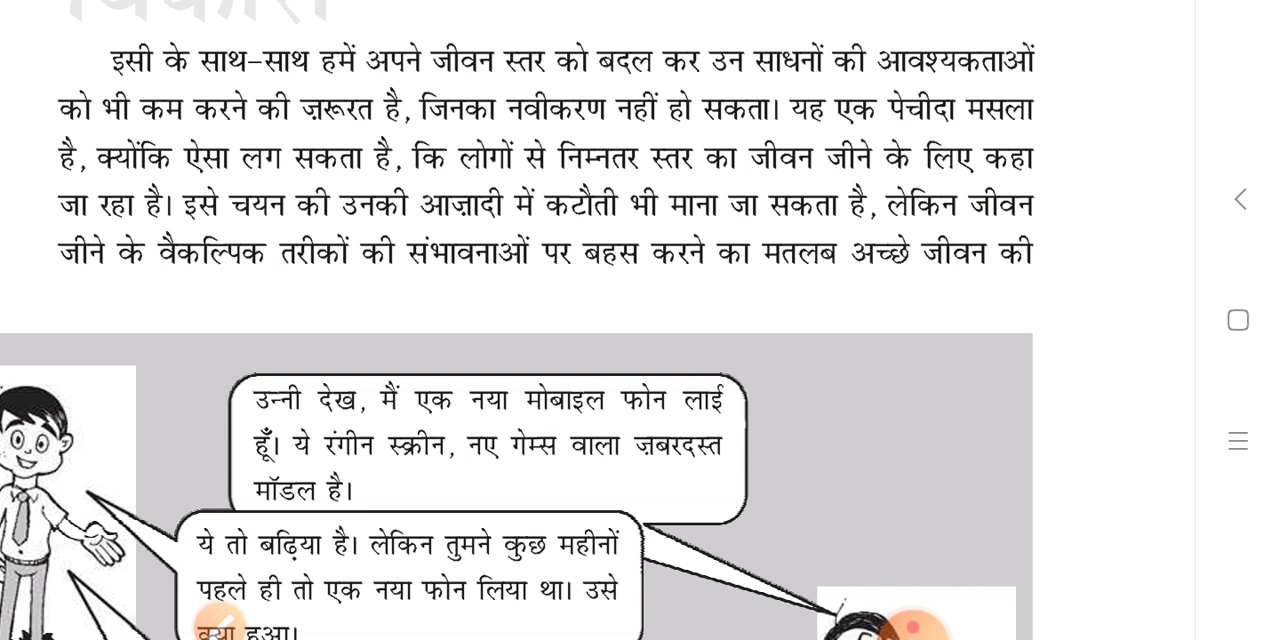 विकास
इसी के साथ-साथ हमें अपने जीवन स्तर को बदल कर उन साधनों की आवश्यकताओं
को भी कम करने की ज़रूरत है, जिनका नवीकरण नहीं हो सकता। यह एक पेचीदा मसला
है, क्योंकि ऐसा लग सकता है, कि लोगों से निम्नतर स्तर का जीवन जीने के लिए कहा
जा रहा है। इसे चयन की उनकी आज़ादी में कटौती भी माना जा सकता है, लेकिन जीवन
जीने के वैकल्पिक तरीकों की संभावनाओं पर बहस करने का मतलब अच्छे जीवन की
उन्नी देख, मैं एक नया मोबाइल फोन लाई
हूँ। ये रंगीन स्क्रीन, नए गेम्स वाला ज़बरदस्त
मॉडल है।
ये तो बढ़िया है। लेकिन तुमने कुछ महीनों
पहले ही तो एक नया फोन लिया था। उसे
क्या हुआ।